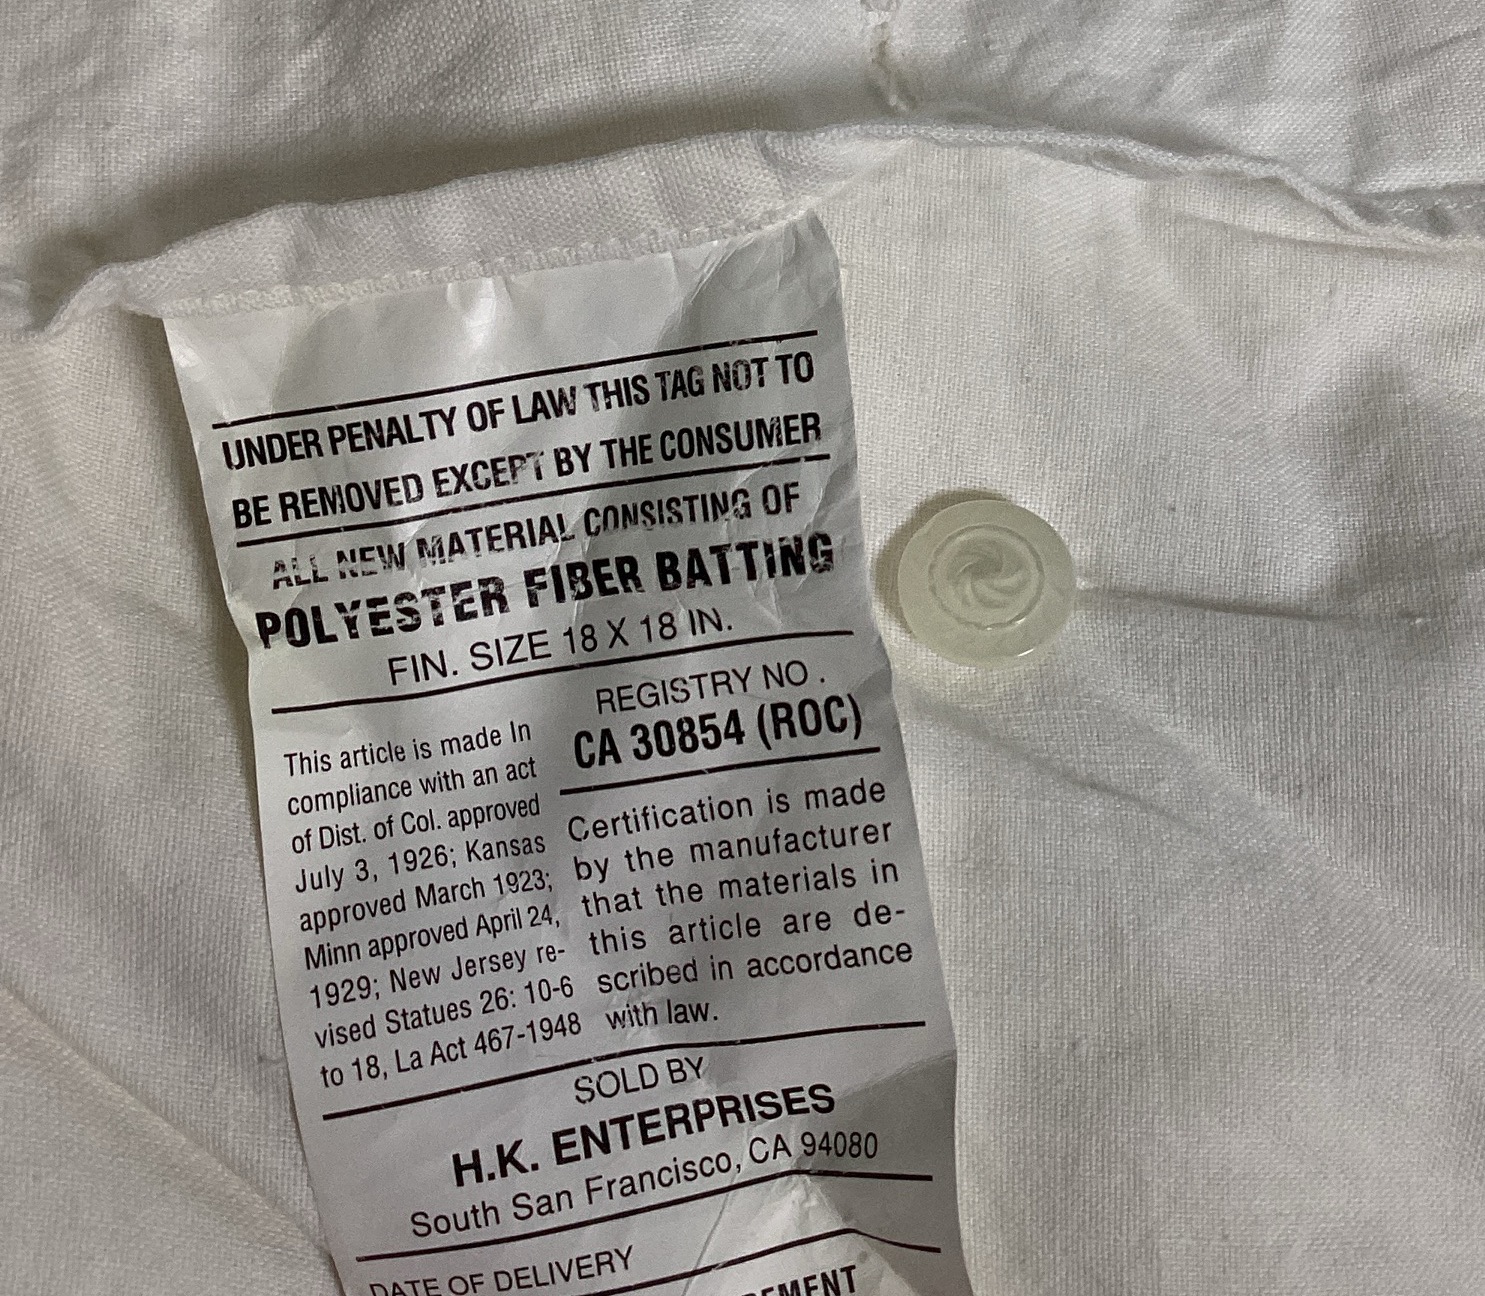 UNDER PENALTY OF LAW THIS TAG NOT TO
BE REMOVED EXCEPT BY THE CONSUMER
ALL NEW MATERIAL CONSISTING OF
POLYESTER FIBER BATTING
FIN. SIZE 18 X 18 IN.
This article is made In
compliance with an act
of Dist. of Col. approved
July 3, 1926; Kansas
approved March 1923;
Minn approved April 24,
1929; New Jersey re-
vised Statues 26: 10-6
to 18, La Act 467-1948
REGISTRY NO .
CA 30854 (ROC)
Certification is made
by the manufacturer
that the materials in
this article are de-
scribed in accordance
with law.
SOLD BY
H.K. ENTERPRISES
South San Francisco, CA 94080
DATE OF DELIVERY